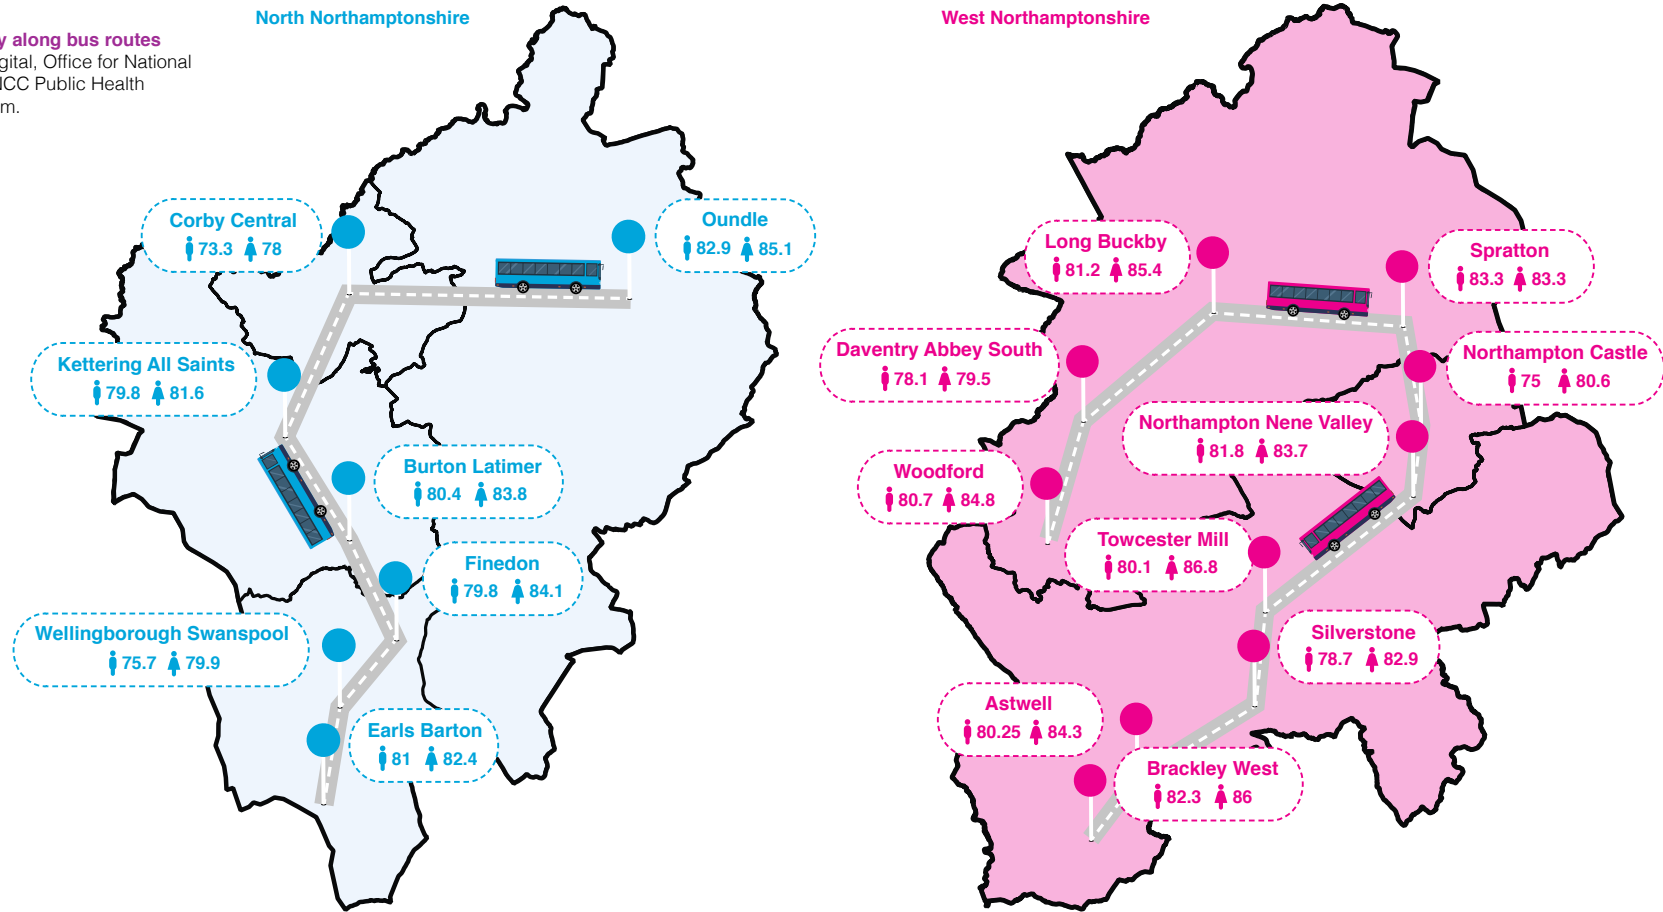 North Northamptonshire
West Northamptonshire
along bus routes
Office for National
Public Health
Corby Central
73.3 78
Oundle
82.9 85.1
Kettering All Saints
79.8 81.6
Burton Latimer
80.4 83.8
Finedon
79.8 84.1
Wellingborough Swanspool
75.7 79.9
Earls Barton
81 82.4
Long Buckby
81.2 85.4
Spratton
83.3 83.3
Daventry Abbey South
78.1 79.5
Northampton Castle
75 80.6
Northampton Nene Valley
81.8 83.7
Woodford
80.7 84.8
Towcester Mill
80.1 86.8
Silverstone
78.7 82.9
Astwell
80.25 84.3
Brackley West
82.3 86